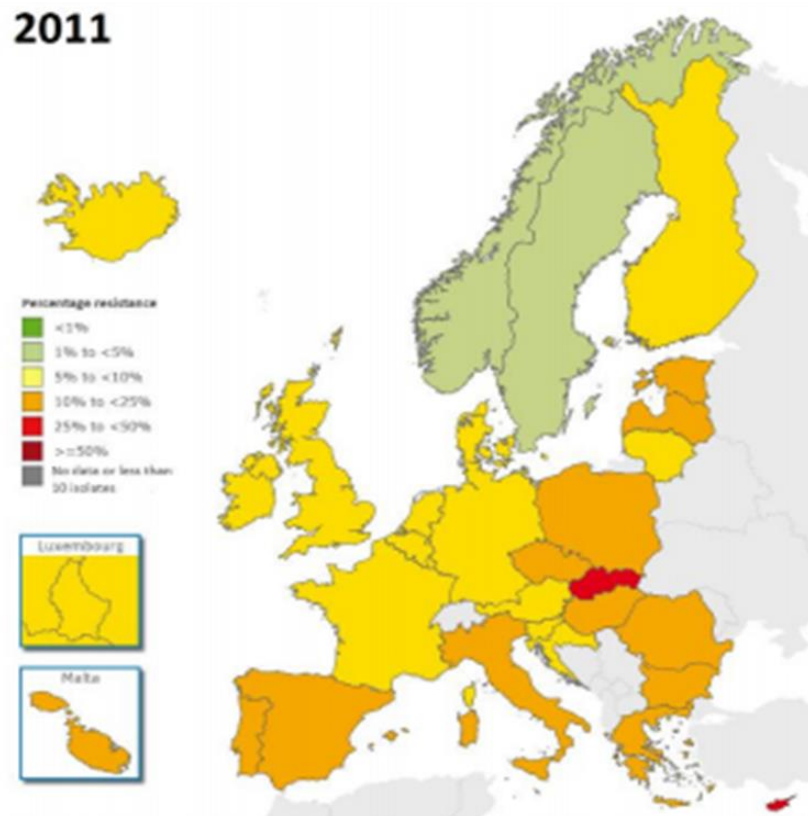 2011
Percentage resistance
<1%
1% to <5%
5% to <10%
10% to <25%
25% to <50%
>=50%
No data or less than
10 isolates
Luxembourg
Malta